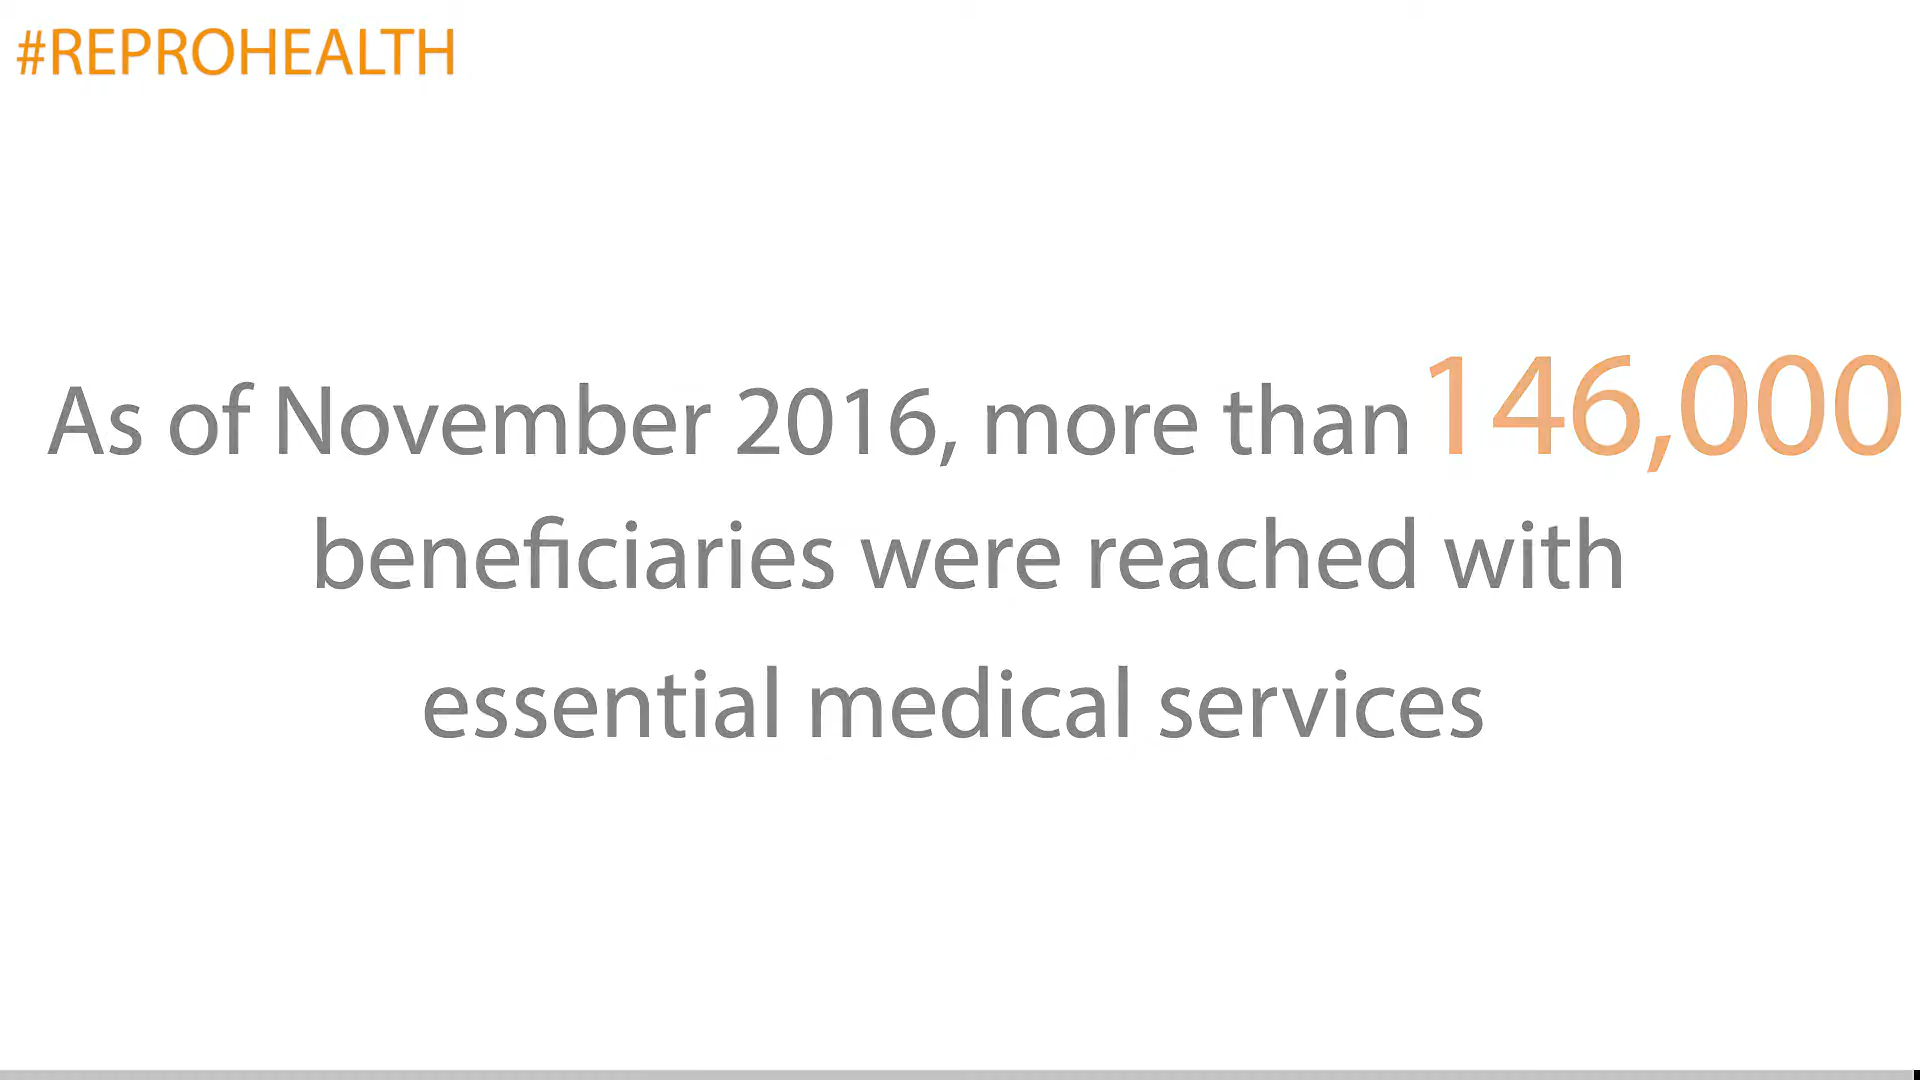 #REPROHEALTH
As of November 2016, more than 146,000
beneficiaries were reached with
essential medical services